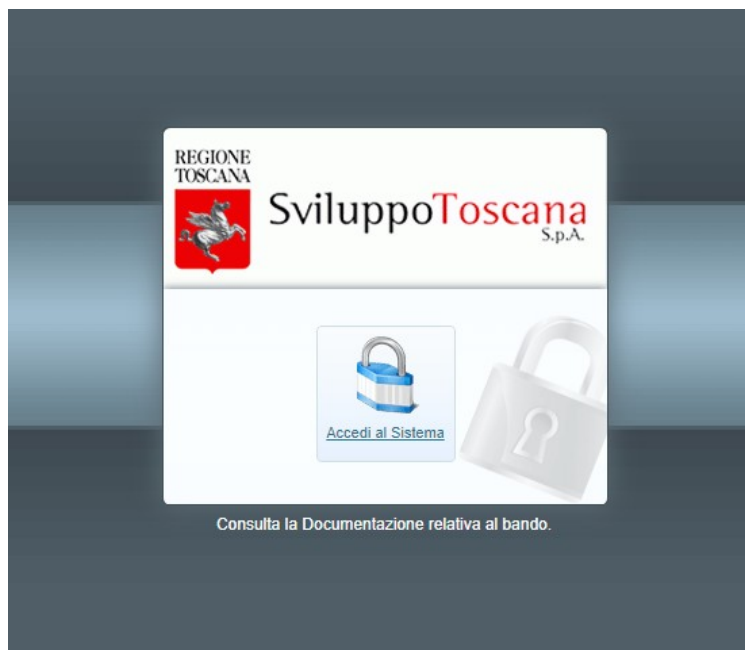 REGIONE
TOSCANA
SviluppoToscana
S.p.A.
Accedi al Sistema
Consulta la Documentazione relativa al bando.